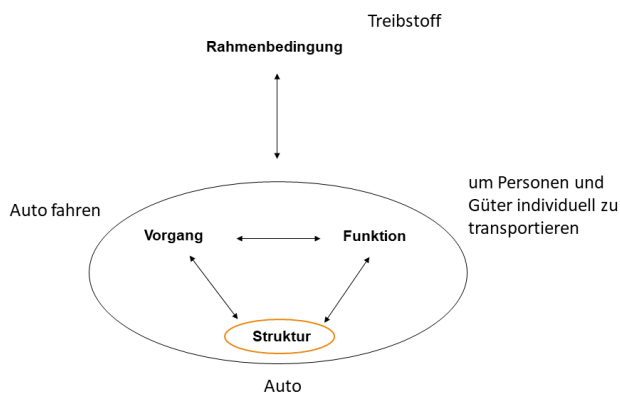 Treibstoff
Rahmenbedingung
Auto fahren
um Personen und
Güter individuell zu
transportieren
Vorgang
Funktion
Struktur
Auto